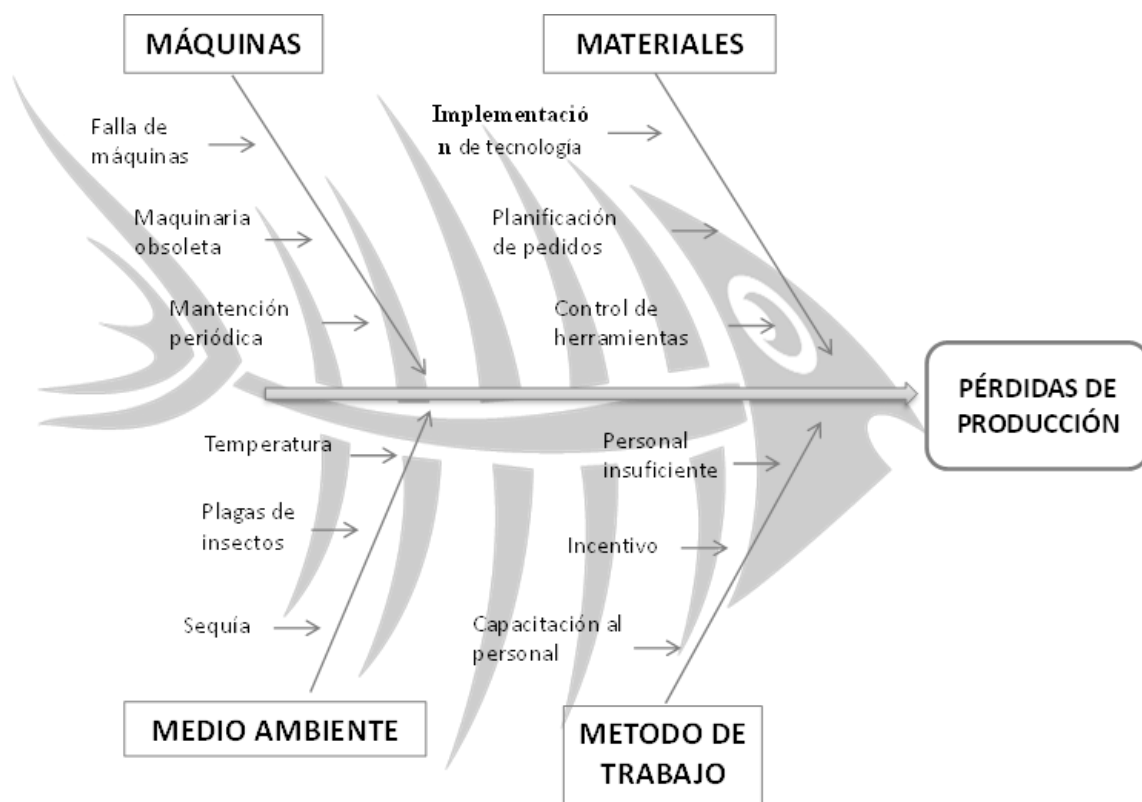 MÁQUINAS
MATERIALES
Falla de
máquinas
Maquinaria
obsoleta
Mantención
periódica
Implementació
n de tecnología
Planificación
de pedidos
Control de
herramientas
PÉRDIDAS DE
PRODUCCIÓN
Temperatura
Plagas de
insectos
Sequía
Personal
insuficiente
Incentivo
Capacitación al
personal
MEDIO AMBIENTE
METODO DE
TRABAJO